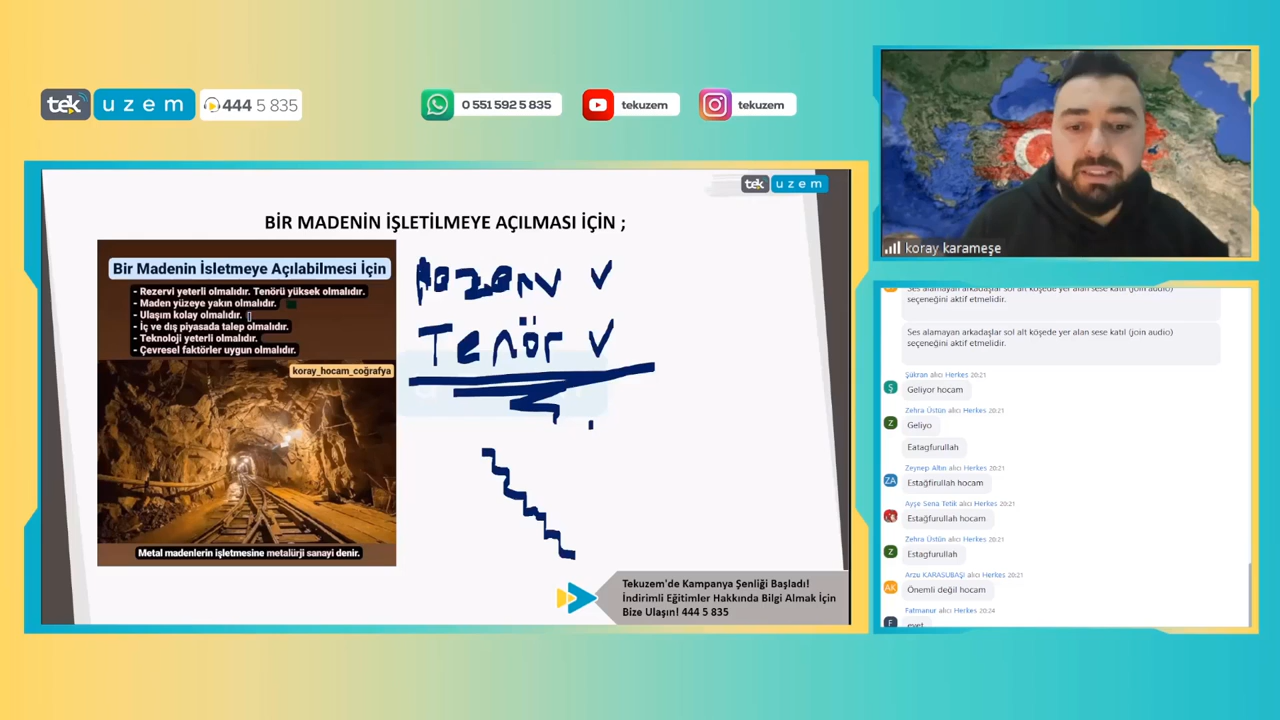 tek uzem 444 5 835
0 551 592 5 835
tekuzem
tekuzem
koray karameşe
tek uzem
BİR MADENİN İŞLETİLMEYE AÇILMASI İÇİN ;
Bir Madenin İsletmeye Açılabilmesi İçin
- Rezervi yeterli olmalıdır. Tenörü yüksek olmalıdır.
- Maden yüzeye yakın olmalıdır.
- Ulaşım kolay olmalıdır.
- İç ve dış piyasada talep olmalıdır.
- Teknoloji yeterli olmalıdır.
- Çevresel faktörler uygun olmalıdır.
koray_hocam_coğrafya
Metal madenlerin işletmesine metalürji sanayi denir.
Tenör
Tekuzem'de Kampanya Şenliği Başladı!
İndirimli Eğitimler Hakkında Bilgi Almak İçin
Bize Ulaşın! 444 5 835
Ses alamayan arkadaşlar sol alt köşede yer alan sese katıl (join audio)
seçeneğini aktif etmelidir.
Ses alamayan arkadaşlar sol alt köşede yer alan sese katıl (join audio)
seçeneğini aktif etmelidir.
Şükran alıcı Herkes 20:21
Ş
Geliyor hocam
Zehra Üstün alıcı Herkes 20:21
Z
Geliyo
Eatagfurullah
Zeynep Altın alıcı Herkes 20:21
ZA
Estağfirullah hocam
Ayşe Sena Tetik alıcı Herkes 20:21
Estağfurullah hocam
Zehra Üstün alıcı Herkes 20:21
Z
Estagfurullah
Arzu KARASUBAŞI alıcı Herkes 20:21
AK
Önemli değil hocam
Fatmanur alıcı Herkes 20:24
F
evet